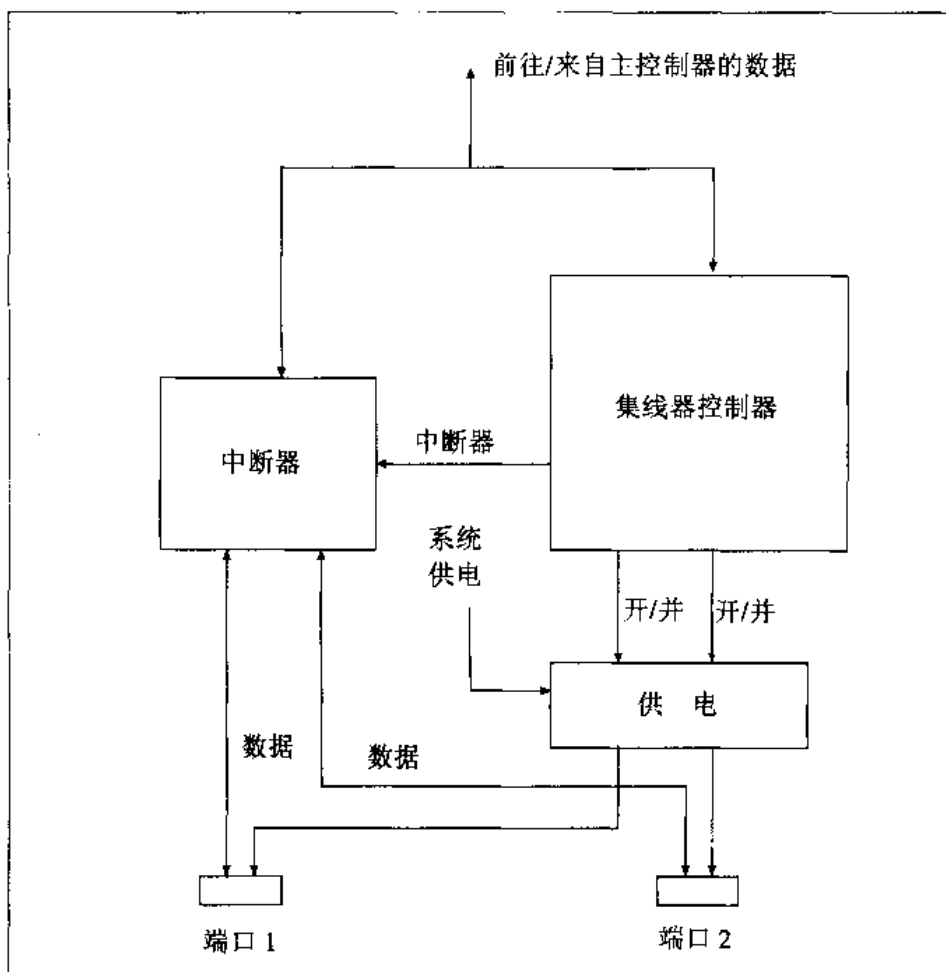 前往/来自主控制器的数据
集线器控制器
中断器
中断器
系统
供电
开/并
开/并
供 电
数据
数据
端口 1
端口 2